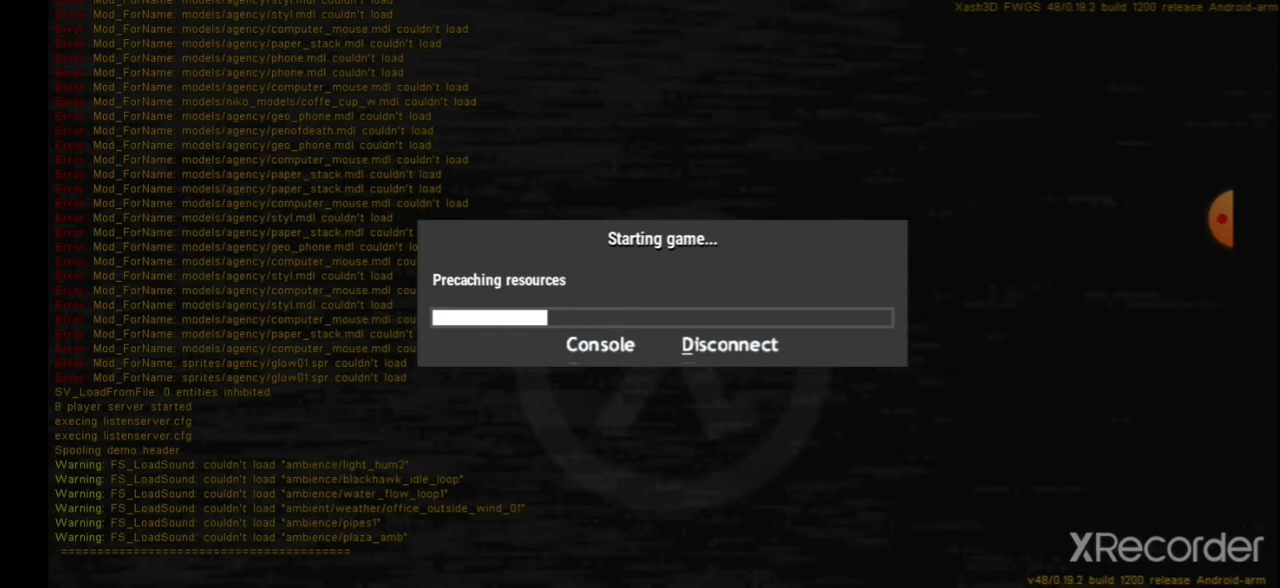 Xash3D FWGS 48/0.19.2 build 1200 release Android-arm
Error: Mod_ForName: models/agency/styl.mdl couldn't load
Error: Mod_ForName: models/agency/computer_mouse.mdl couldn't load
Error: Mod_ForName: models/agency/paper_stack.mdl couldn't load
Error: Mod_ForName: models/agency/phone.mdl couldn't load
Error: Mod_ForName: models/agency/phone.mdl couldn't load
Error: Mod_ForName: models/agency/computer_mouse.mdl couldn't load
Error: Mod_ForName: models/niko_models/coffe_cup_w.mdl couldn't load
Error: Mod_ForName: models/agency/geo_phone.mdl couldn't load
Error: Mod_ForName: models/agency/penofdeath.mdl couldn't load
Error: Mod_ForName: models/agency/geo_phone.mdl couldn't load
Error: Mod_ForName: models/agency/computer_mouse.mdl couldn't load
Error: Mod_ForName: models/agency/paper_stack.mdl couldn't load
Error: Mod_ForName: models/agency/paper_stack.mdl couldn't load
Error: Mod_ForName: models/agency/computer_mouse.mdl couldn't load
Error: Mod_ForName: models/agency/styl.mdl couldn't load
Error: Mod_ForName: models/agency/paper_stack.mdl couldn't
Error: Mod_ForName: models/agency/geo_phone.mdl couldn't lo
Error: Mod_ForName: models/agency/computer_mouse.mdl cou
Error: Mod_ForName: models/agency/styl.mdl couldn't load
Error: Mod_ForName: models/agency/computer_mouse.mdl cou
Error: Mod_ForName: models/agency/styl.mdl couldn't load
Error: Mod_ForName: models/agency/computer_mouse.mdl cou
Error: Mod_ForName: models/agency/paper_stack.mdl couldn't
Error: Mod_ForName: models/agency/computer_mouse.mdl cou
Error: Mod_ForName: sprites/agency/glow01.spr couldn't load
Error: Mod_ForName: sprites/agency/glow01.spr couldn't load
SV_LoadFromFile: 0 entities inhibited
8 player server started
execing listenserver.cfg
execing listenserver.cfg
Spooling demo header.
Warning: FS_LoadSound: couldn't load "ambience/light_hum2"
Warning: FS_LoadSound: couldn't load "ambience/blackhawk_idle_loop"
Warning: FS_LoadSound: couldn't load "ambience/water_flow_loop1"
Warning: FS_LoadSound: couldn't load "ambient/weather/office_outside_wind_01"
Warning: FS_LoadSound: couldn't load "ambience/pipes1"
Warning: FS_LoadSound: couldn't load "ambience/plaza_amb"
========================================
Starting game...
Precaching resources
Console Disconnect
XRecorder
v48/0.19.2 build 1200 release Android-arm